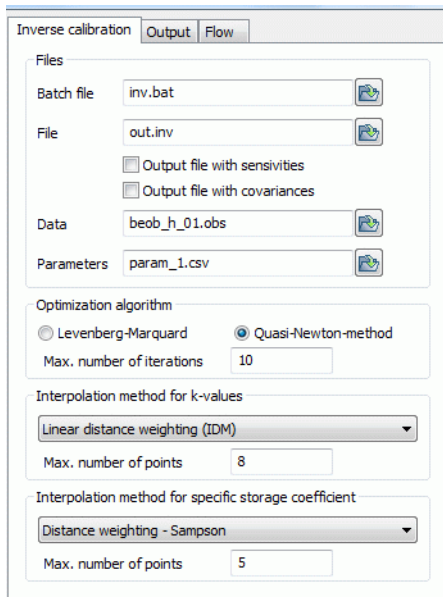 Inverse calibration Output Flow
Files
Batch file inv.bat
File out.inv
Output file with sensivities
Output file with covariances
Data beob_h_01.obs
Parameters param_1.csv
Optimization algorithm
Levenberg-Marquard Quasi-Newton-method
Max. number of iterations 10
Interpolation method for k-values
Linear distance weighting (IDM)
Max. number of points 8
Interpolation method for specific storage coefficient
Distance weighting - Sampson
Max. number of points 5